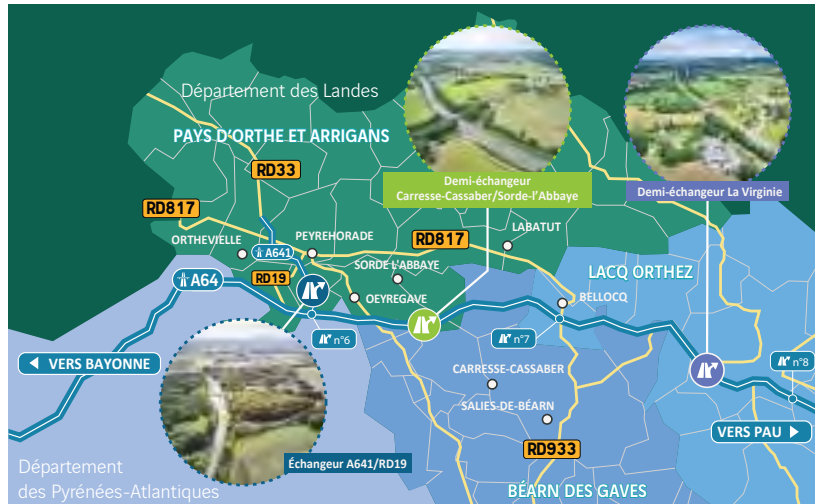 Département des Landes
PAYS D'ORTHE ET ARRIGANS
RD33
RD817
ORTHEVIELLE
A641
PEYREHORADE
RD817
LABATUT
Demi-échangeur
Carresse-Cassaber/Sorde-l'Abbaye
Demi-échangeur La Virginie
A64
RD19
SORDE L'ABBAYE
OEYREGAVE
LACQ ORTHEZ
BELLOCQ
n°6
n°7
n°8
VERS BAYONNE
CARRESSE-CASSABER
SALIES-DE-BÉARN
VERS PAU
RD933
Échangeur A641/RD19
Département
des Pyrénées-Atlantiques
BÉARN DES GAVES